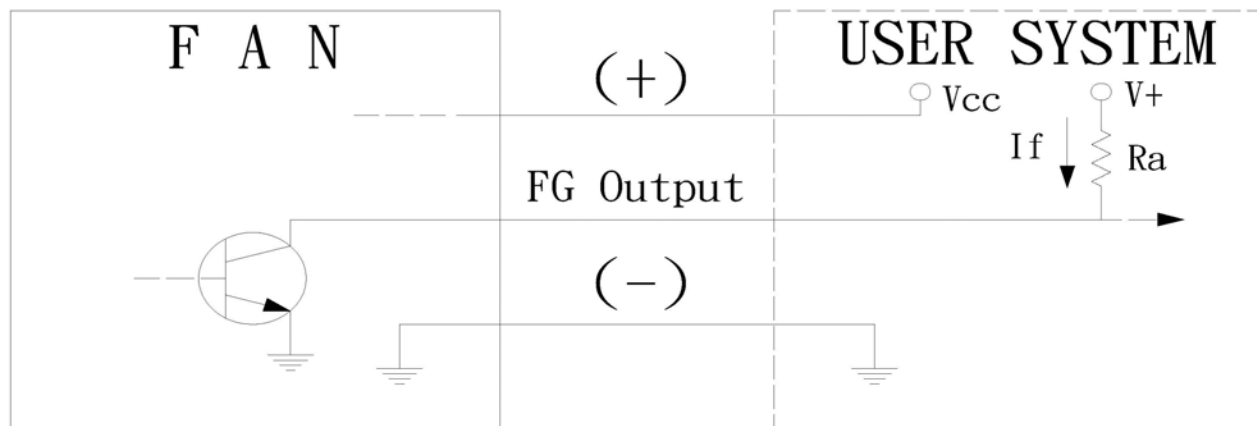 F A N
USER SYSTEM
(+)
Vcc
V+
If
Ra
FG Output
(-)